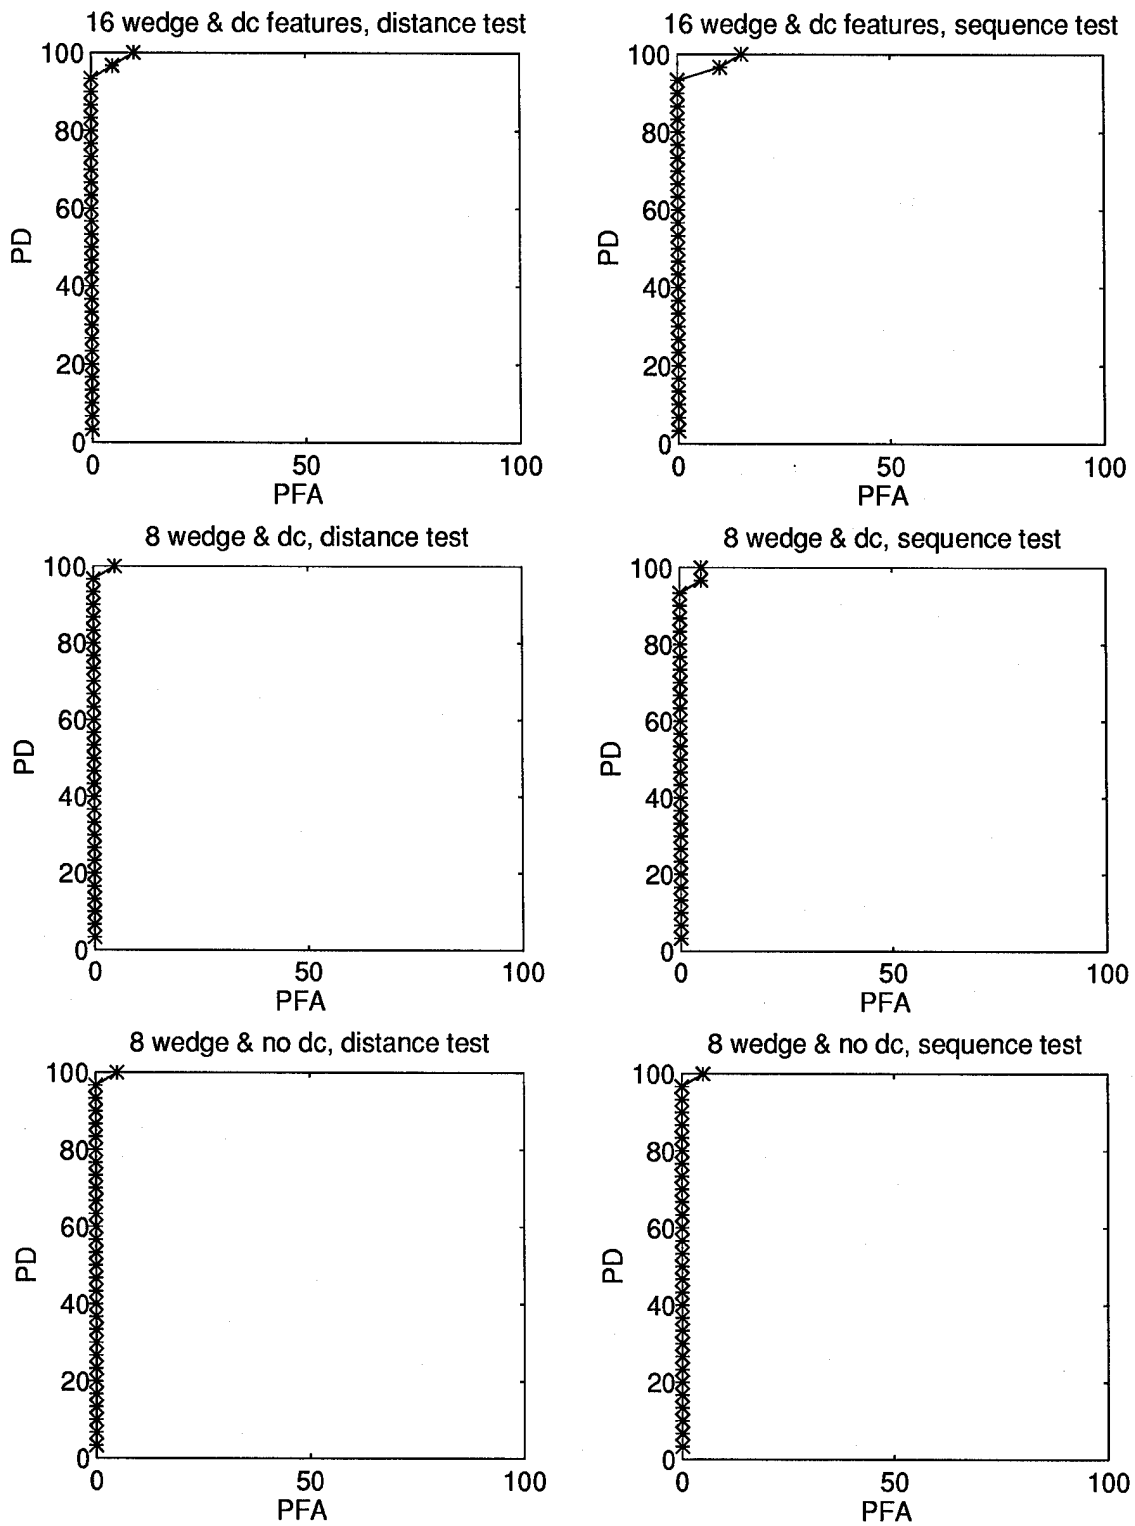 16 wedge & dc features, distance test
100
80
60
40
20
0
PD
0 50 100
PFA
16 wedge & dc features, sequence test
100
80
60
40
20
0
PD
0 50 100
PFA
8 wedge & dc, distance test
100
80
60
40
20
0
PD
0 50 100
PFA
8 wedge & dc, sequence test
100
80
60
40
20
0
PD
0 50 100
PFA
8 wedge & no dc, distance test
100
80
60
40
20
0
PD
0 50 100
PFA
8 wedge & no dc, sequence test
100
80
60
40
20
0
PD
0 50 100
PFA